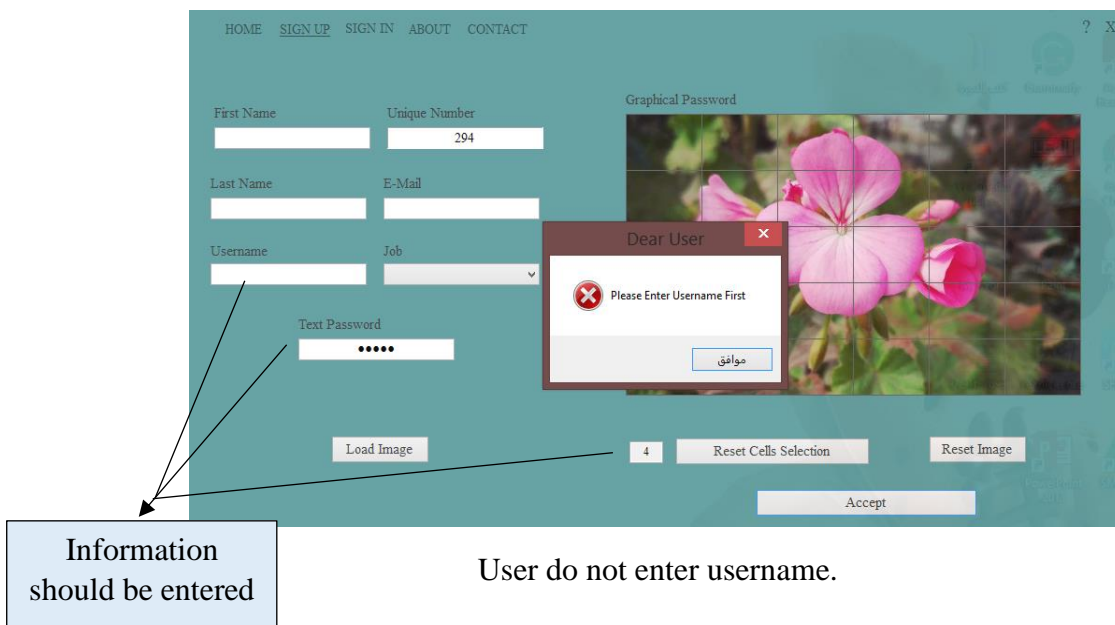 HOME SIGN UP SIGN IN ABOUT CONTACT
? X
First Name
Unique Number
294
Graphical Password
Last Name
E-Mail
Username
Job
Dear User
x
Please Enter Username First
موافق
Text Password
•••••
Load Image
4
Reset Cells Selection
Reset Image
Accept
Information
should be entered
User do not enter username.